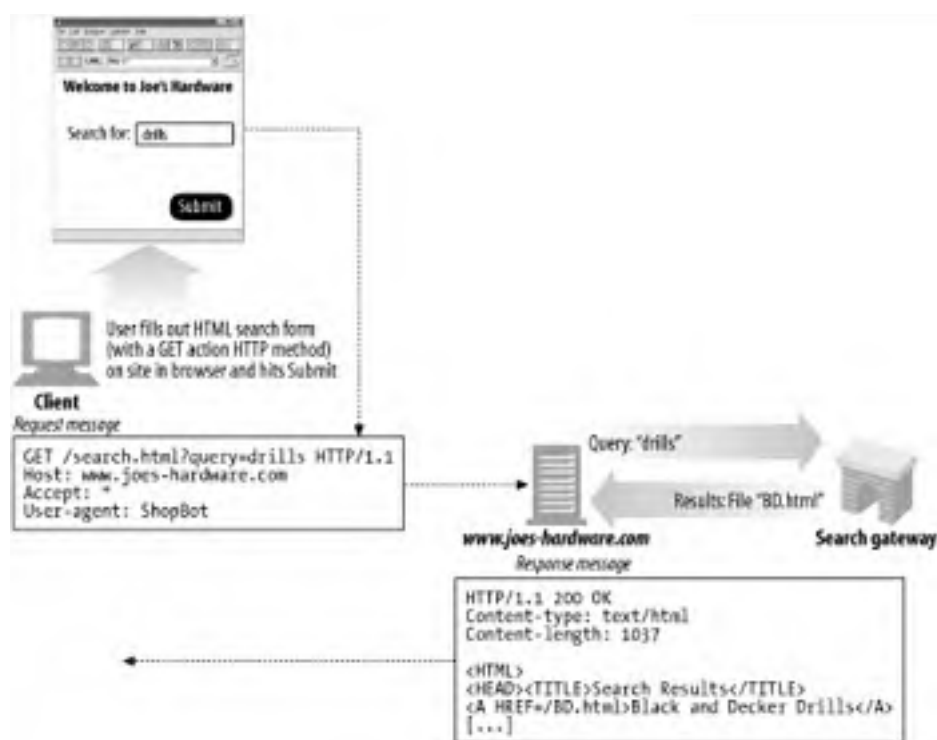 Welcome to Joe's Hardware
Search for: drills
Submit
User fills out HTML search form
(with a GET action HTTP method)
on site in browser and hits Submit
Client
Request message
GET /search.html?query=drills HTTP/1.1
Host: www.joes-hardware.com
Accept: *
User-agent: ShopBot
Query: "drills"
Results: File "BD.html"
www.joes-hardware.com
Search gateway
Response message
HTTP/1.1 200 OK
Content-type: text/html
Content-length: 1037
<HTML>
<HEAD><TITLE>Search Results</TITLE>
<A HREF=/BD.html>Black and Decker Drills</A>
[...]